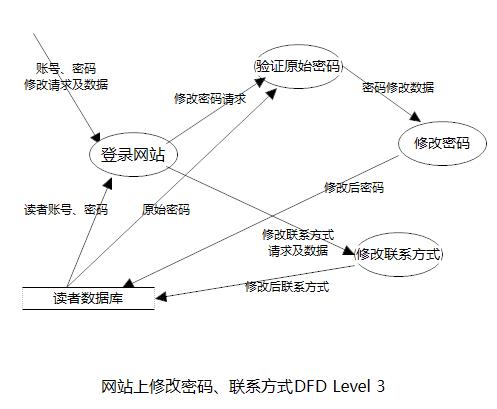 账号、密码
修改请求及数据
验证原始密码
修改密码请求
密码修改数据
登录网站
修改密码
读者账号、密码
原始密码
修改后密码
修改联系方式
请求及数据
修改联系方式
修改后联系方式
读者数据库
网站上修改密码、联系方式DFD Level 3